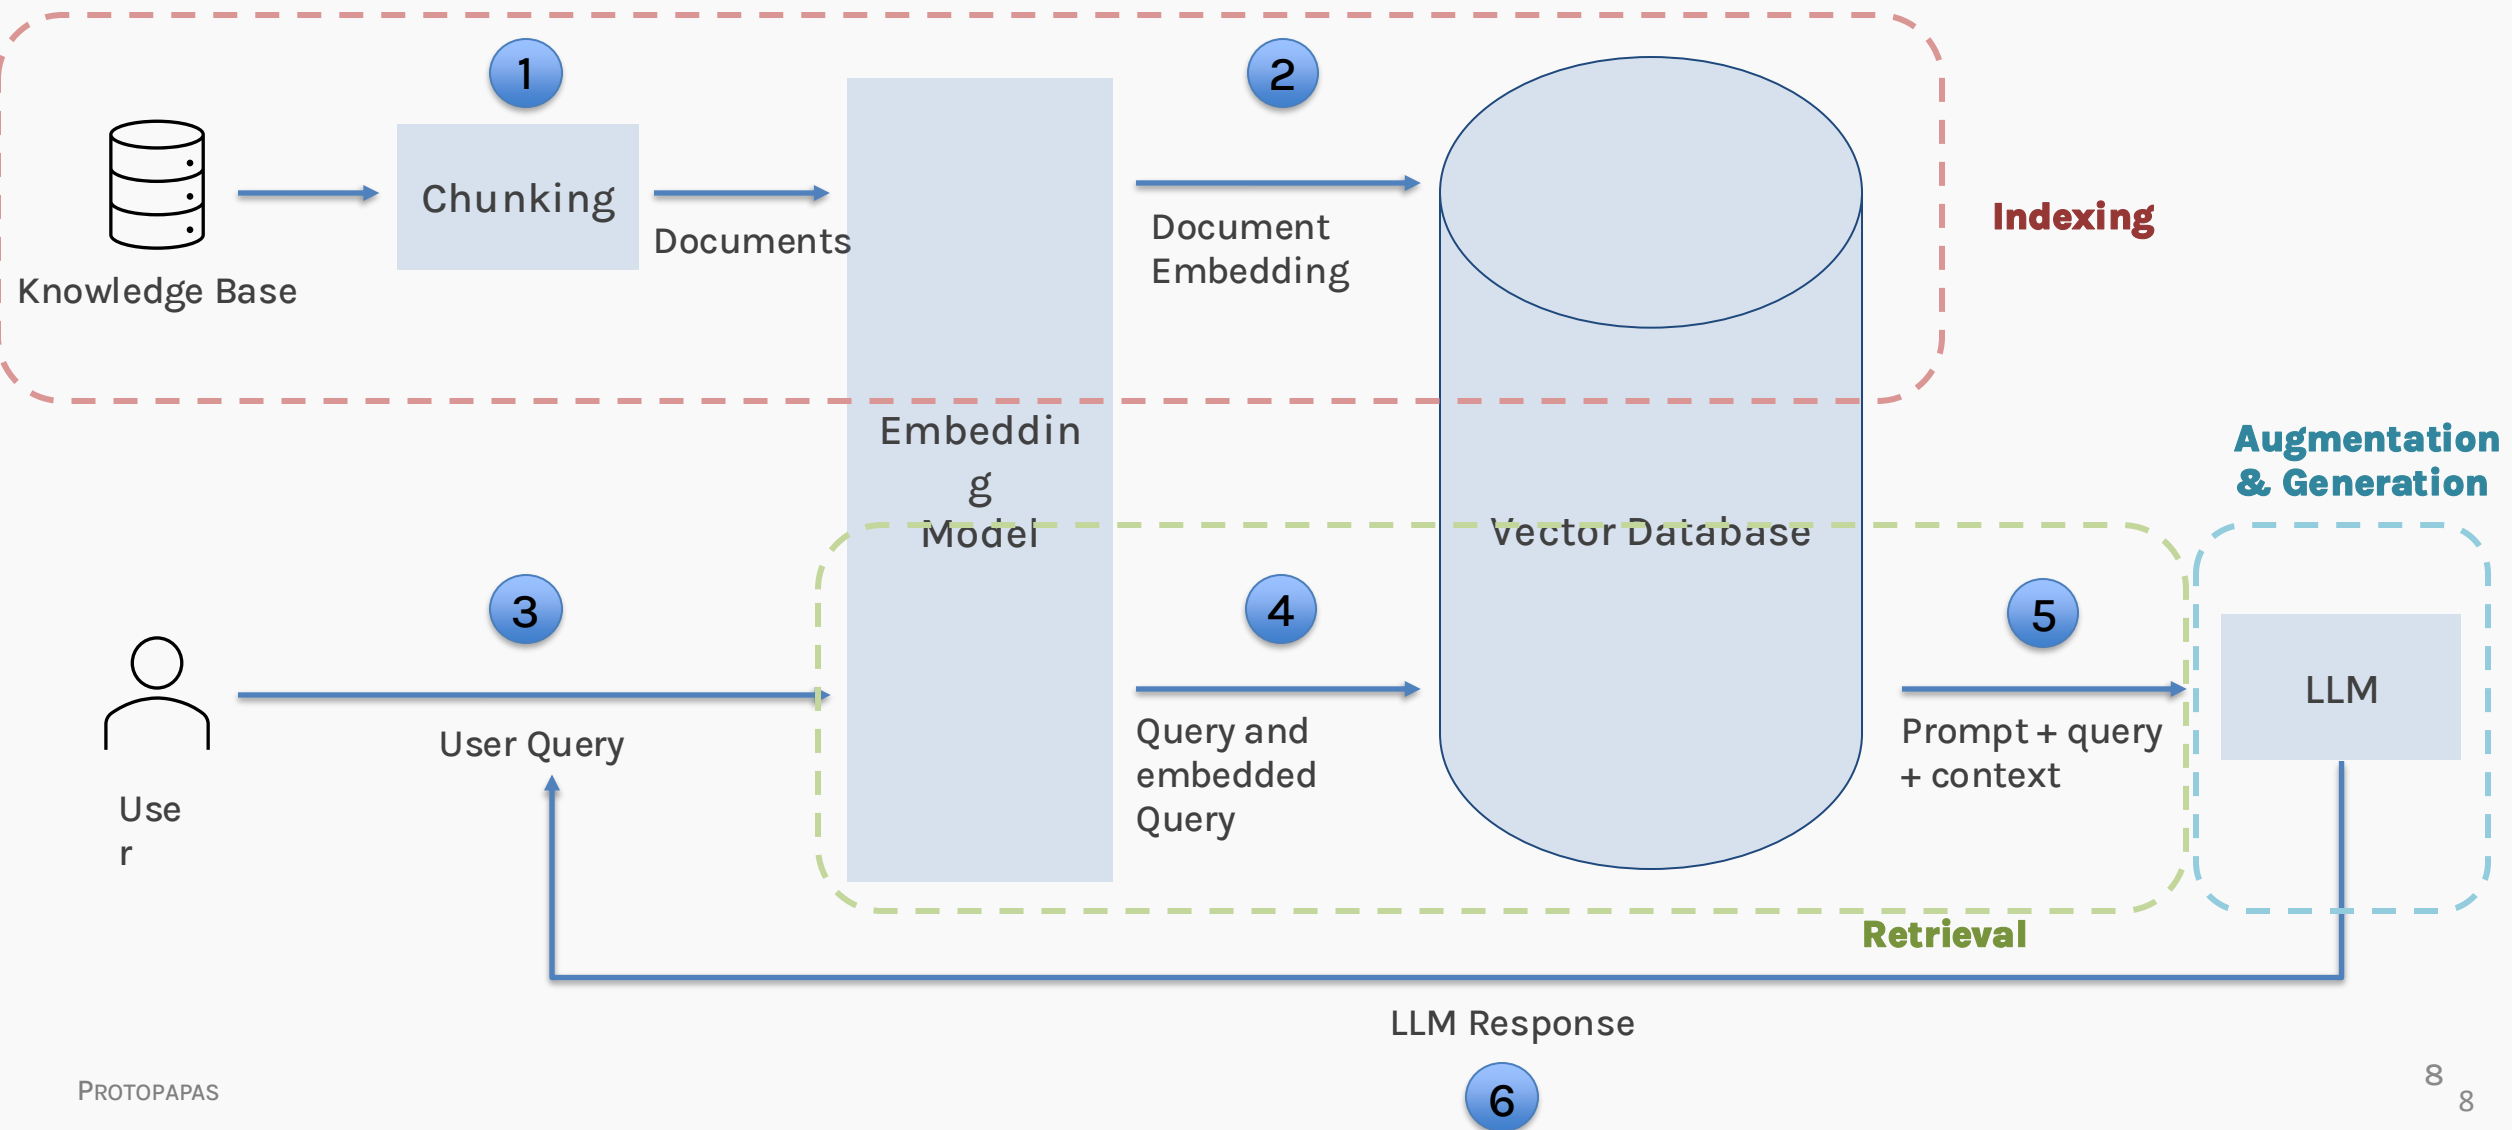 1
2
Chunking
Documents
Knowledge Base
Document
Embedding
Indexing
Embeddin
g
Model
Vector Database
Augmentation
& Generation
3
4
5
User Query
Use
r
Query and
embedded
Query
Prompt + query
+ context
LLM
Retrieval
LLM Response
6
PROTOPAPAS
8
8